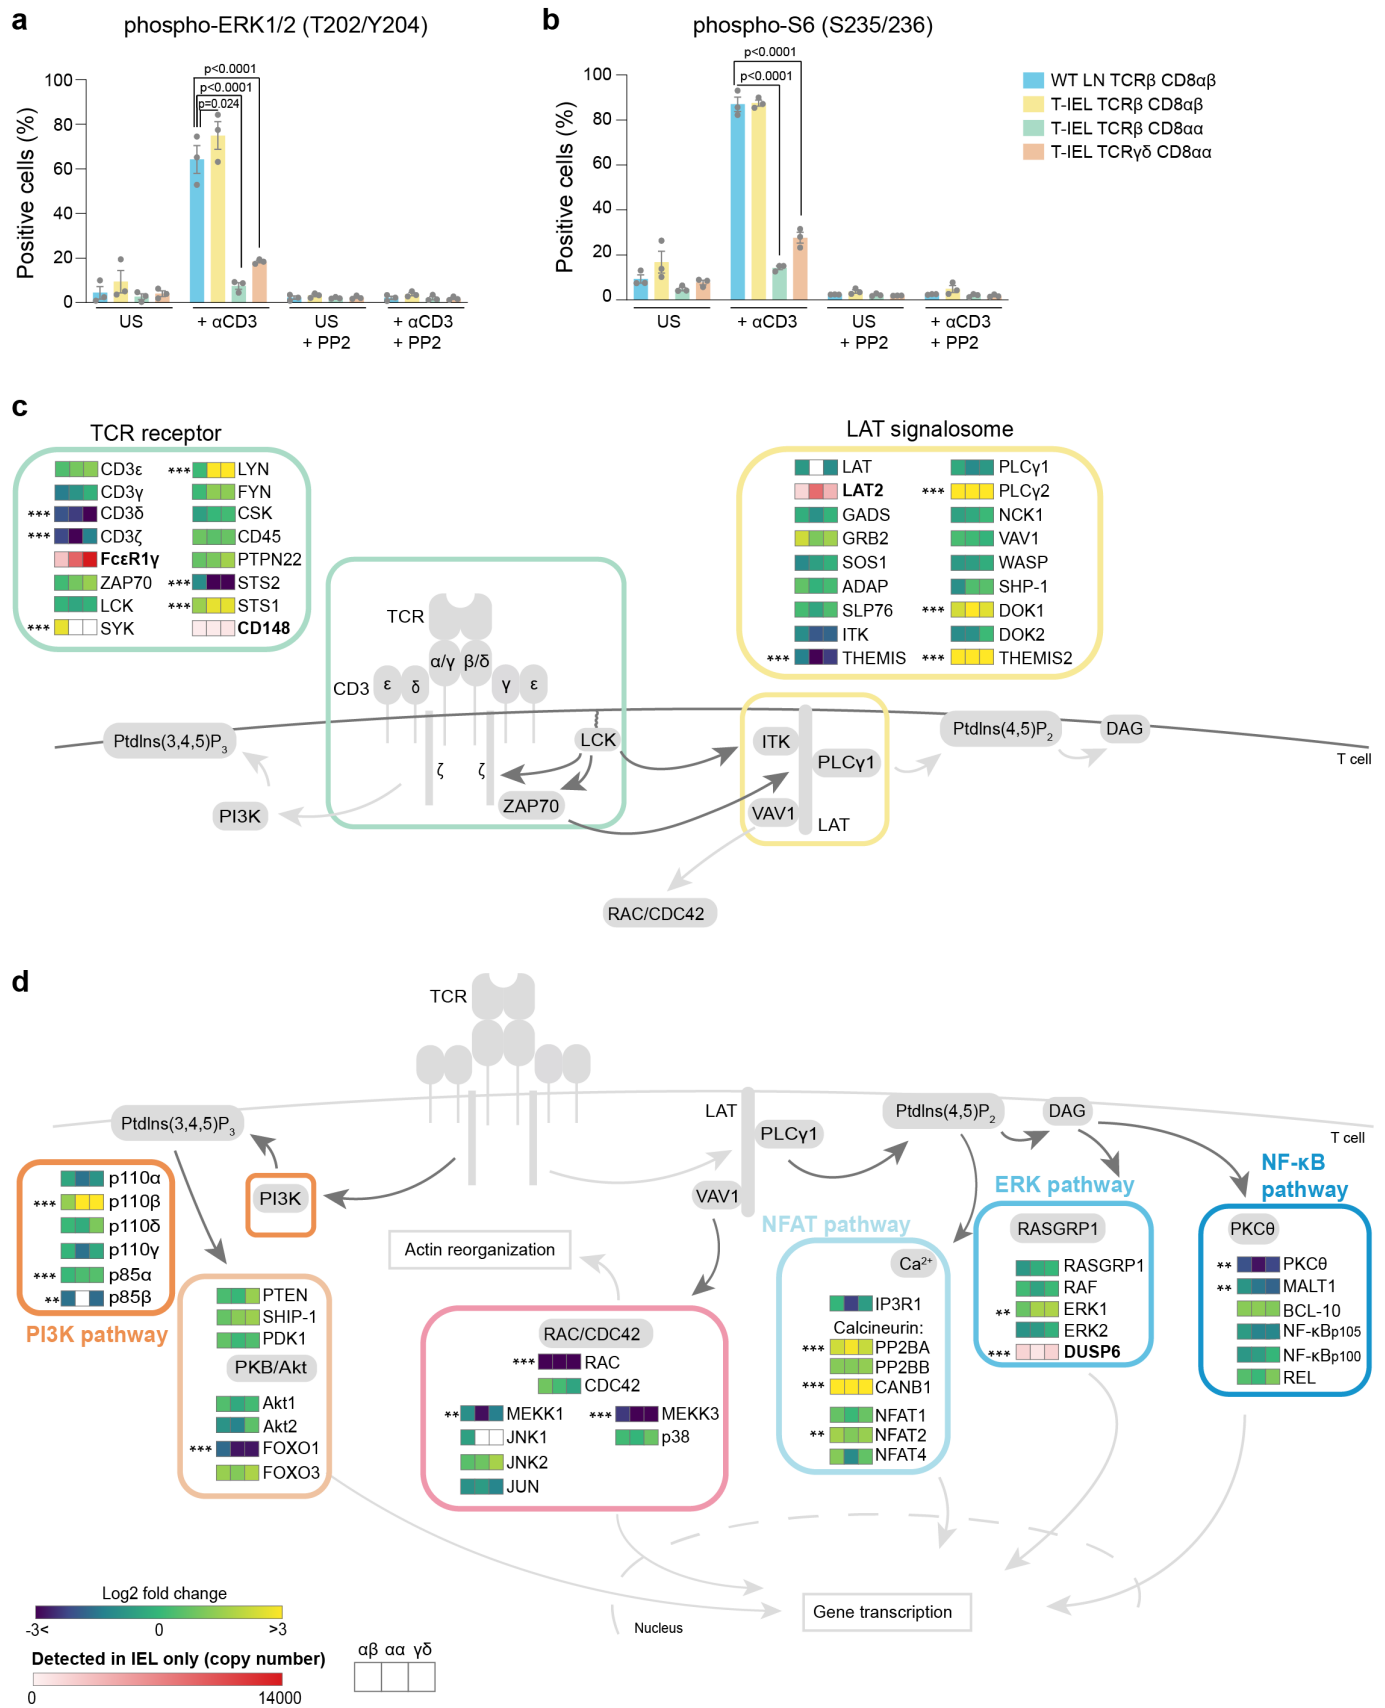 a
phospho-ERK1/2 (T202/Y204)
Positive cells (%)
100
80
60
40
20
0
p<0.0001
p<0.0001
p=0.024
US
+ αCD3
US
+ PP2
+ αCD3
+ PP2
b
phospho-S6 (S235/236)
Positive cells (%)
100
80
60
40
20
0
p<0.0001
p<0.0001
US
+ αCD3
US
+ PP2
+ αCD3
+ PP2
WT LN TCRβ CD8αβ
T-IEL TCRβ CD8αβ
T-IEL TCRβ CD8αα
T-IEL TCRγδ CD8αα
c
TCR receptor
CD3ε
CD3γ
*** CD3δ
*** CD3ζ
FcεR1γ
ZAP70
LCK
*** SYK
*** LYN
FYN
CSK
CD45
PTPN22
*** STS2
*** STS1
CD148
LAT signalosome
LAT
LAT2
GADS
GRB2
SOS1
ADAP
SLP76
ITK
*** THEMIS
PLCγ1
*** PLCγ2
NCK1
VAV1
WASP
SHP-1
*** DOK1
DOK2
*** THEMIS2
TCR
α/γ β/δ
CD3 ε δ γ ε
ζ ζ
LCK
ZAP70
PtdIns(3,4,5)P3
PI3K
ITK
PLCγ1
VAV1
LAT
RAC/CDC42
PtdIns(4,5)P2
DAG
T cell
d
TCR
PtdIns(3,4,5)P3
PI3K
LAT
PLCγ1
VAV1
PtdIns(4,5)P2
DAG
T cell
p110α
*** p110β
p110δ
p110γ
*** p85α
** p85β
PI3K pathway
PTEN
SHIP-1
PDK1
PKB/Akt
Akt1
Akt2
*** FOXO1
FOXO3
Actin reorganization
RAC/CDC42
*** RAC
CDC42
** MEKK1
JNK1
JNK2
JUN
*** MEKK3
p38
NFAT pathway
Ca2+
IP3R1
Calcineurin:
*** PP2BA
PP2BB
*** CANB1
NFAT1
** NFAT2
NFAT4
ERK pathway
RASGRP1
RASGRP1
RAF
** ERK1
ERK2
*** DUSP6
NF-κB
pathway
PKCθ
** PKCθ
** MALT1
BCL-10
NF-κBp105
NF-κBp100
REL
Gene transcription
Nucleus
Log2 fold change
-3< 0 >3
Detected in IEL only (copy number)
0 14000
αβ αα γδ